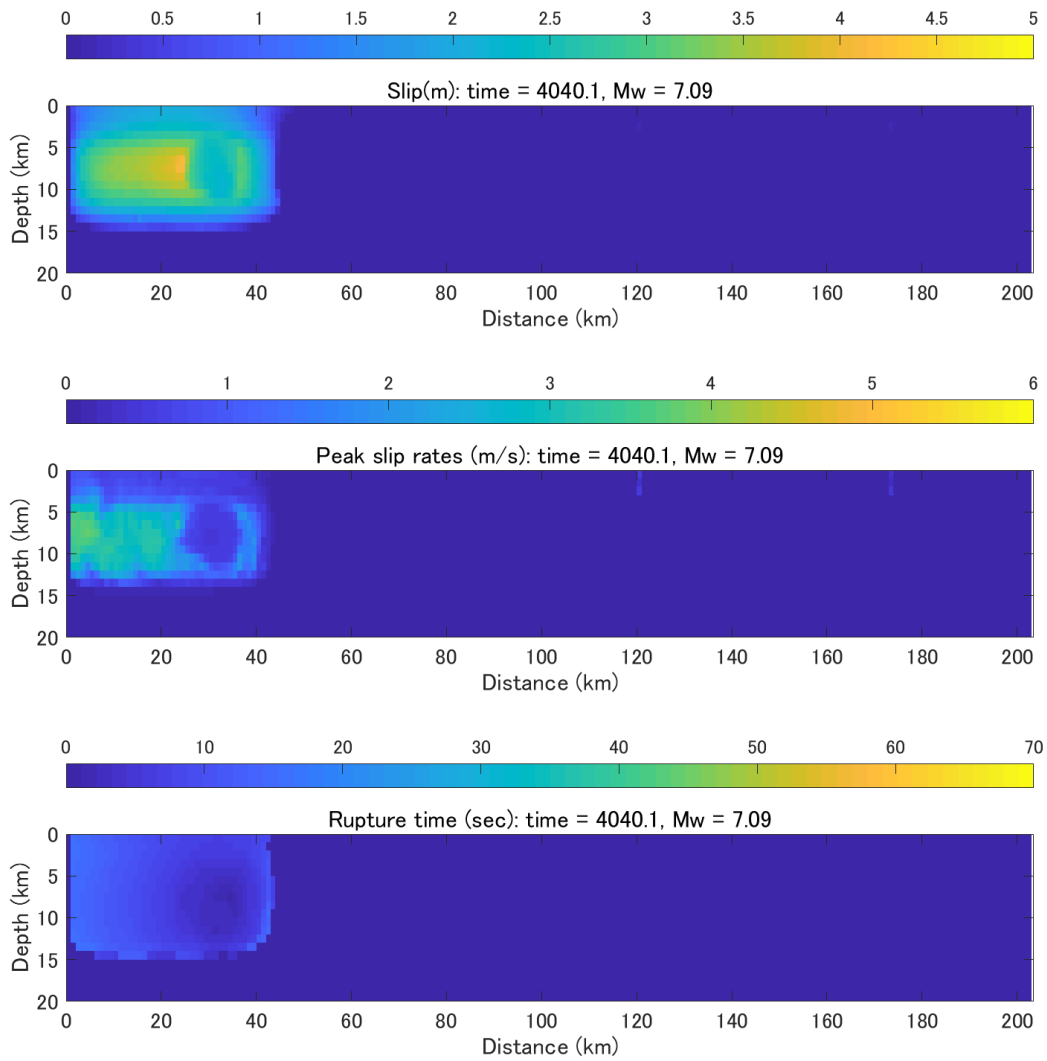 0 0.5 1 1.5 2 2.5 3 3.5 4 4.5 5
Slip(m): time = 4040.1, Mw = 7.09
0
5
10
15
20
Depth (km)
0 20 40 60 80 100 120 140 160 180 200
Distance (km)
0 1 2 3 4 5 6
Peak slip rates (m/s): time = 4040.1, Mw = 7.09
0
5
10
15
20
Depth (km)
0 20 40 60 80 100 120 140 160 180 200
Distance (km)
0 10 20 30 40 50 60 70
Rupture time (sec): time = 4040.1, Mw = 7.09
0
5
10
15
20
Depth (km)
0 20 40 60 80 100 120 140 160 180 200
Distance (km)